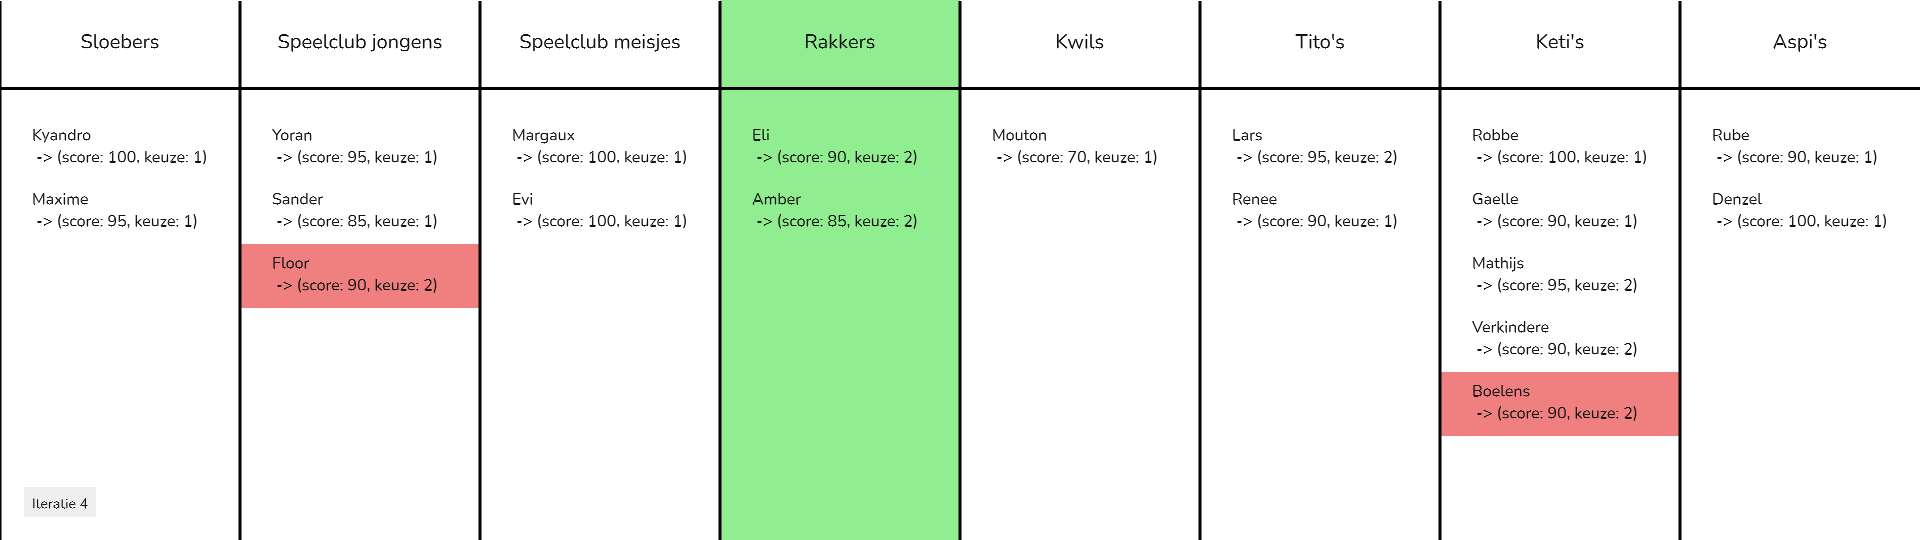 Sloebers
Speelclub jongens
Speelclub meisjes
Rakkers
Kwils
Tito's
Keti's
Aspi's
Kyandro
-> (score: 100, keuze: 1)
Maxime
-> (score: 95, keuze: 1)
Yoran
-> (score: 95, keuze: 1)
Sander
-> (score: 85, keuze: 1)
Floor
-> (score: 90, keuze: 2)
Margaux
-> (score: 100, keuze: 1)
Evi
-> (score: 100, keuze: 1)
Eli
-> (score: 90, keuze: 2)
Amber
-> (score: 85, keuze: 2)
Mouton
-> (score: 70, keuze: 1)
Lars
-> (score: 95, keuze: 2)
Renee
-> (score: 90, keuze: 1)
Robbe
-> (score: 100, keuze: 1)
Gaelle
-> (score: 90, keuze: 1)
Mathijs
-> (score: 95, keuze: 2)
Verkindere
-> (score: 90, keuze: 2)
Boelens
-> (score: 90, keuze: 2)
Rube
-> (score: 90, keuze: 1)
Denzel
-> (score: 100, keuze: 1)
Iteratie 4